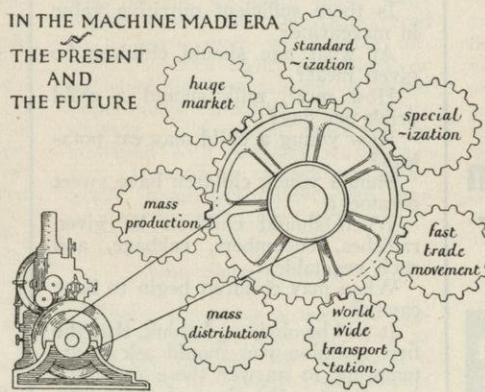 IN THE MACHINE MADE ERA
THE PRESENT
AND
THE FUTURE
standard
~ization
huge
market
special
~ization
mass
production
fast
trade
movement
mass
distribution
world
wide
transport
tation